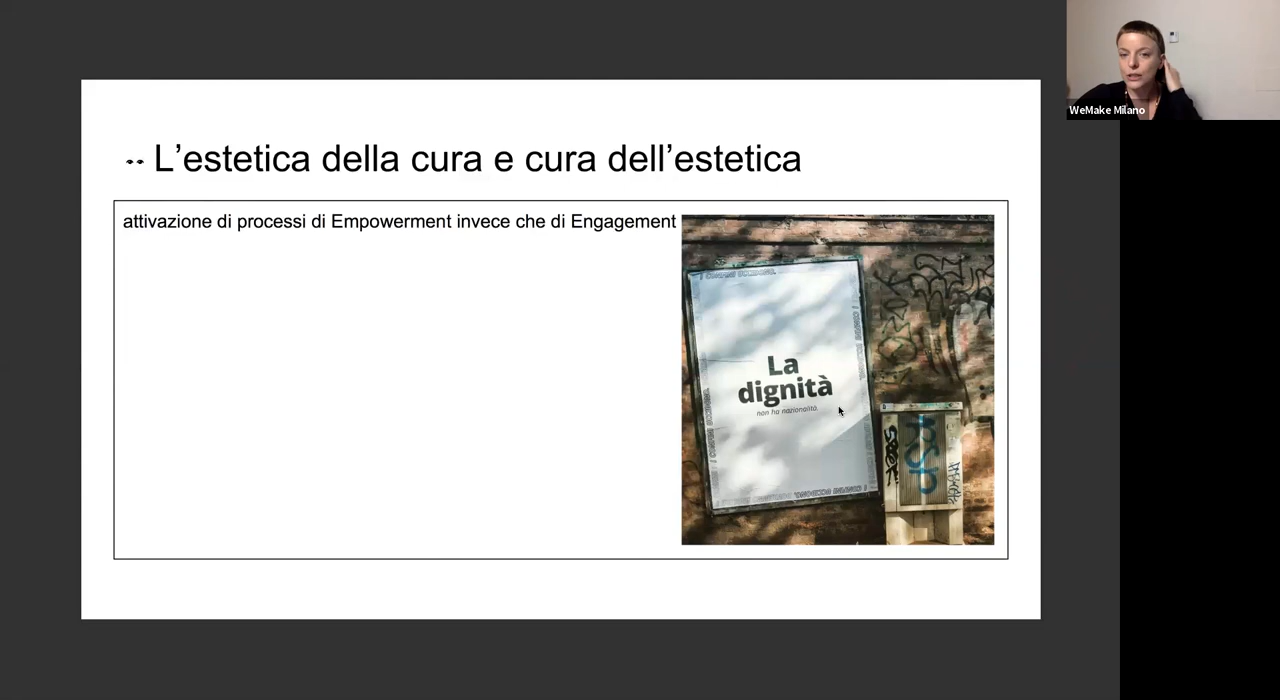 WeMake Milano
L’estetica della cura e cura dell’estetica
attivazione di processi di Empowerment invece che di Engagement
La
dignità
non ha nazionalità.
KSP